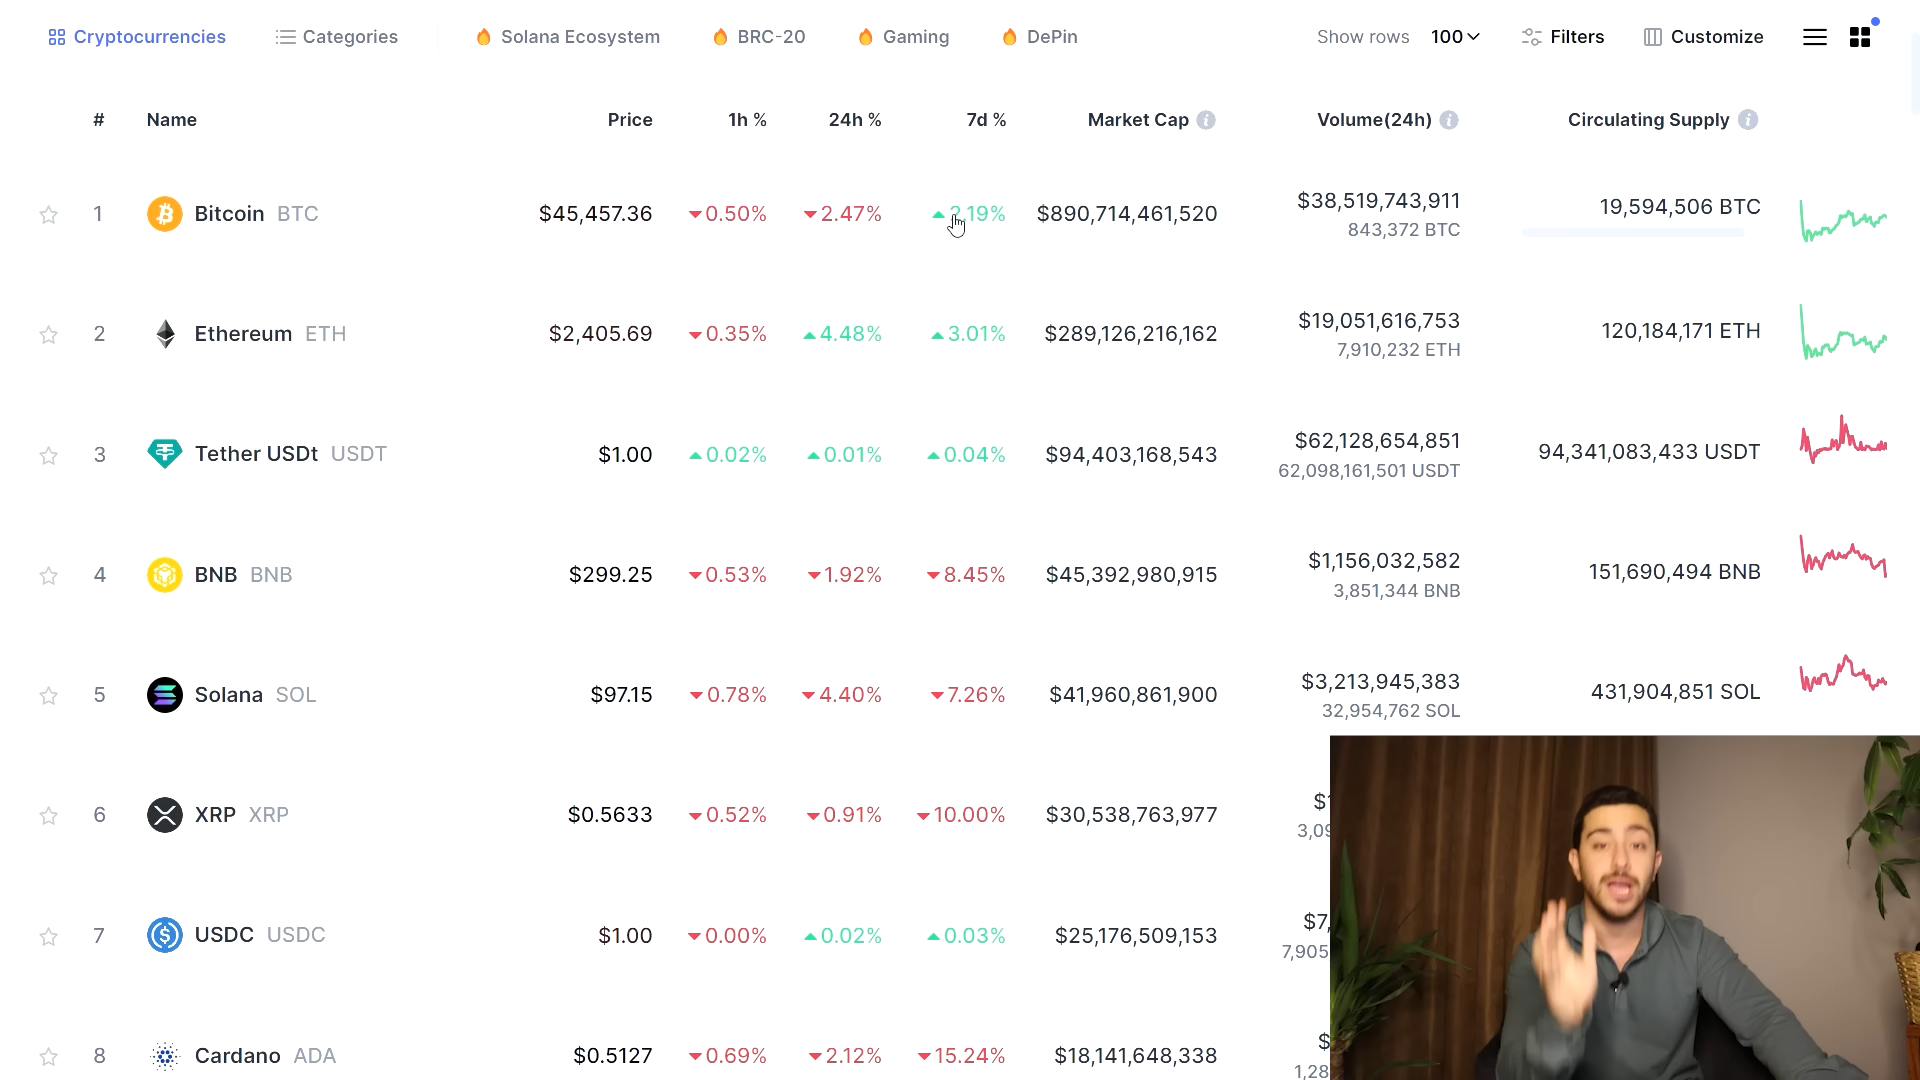 Cryptocurrencies Categories Solana Ecosystem BRC-20 Gaming DePin Show rows 100 Filters Customize
# Name Price 1h % 24h % 7d % Market Cap Volume(24h) Circulating Supply
1 Bitcoin BTC $45,457.36 0.50% 2.47% .19% $890,714,461,520 $38,519,743,911 19,594,506 BTC
843,372 BTC
2 Ethereum ETH $2,405.69 0.35% 4.48% 3.01% $289,126,216,162 $19,051,616,753 120,184,171 ETH
7,910,232 ETH
3 Tether USDt USDT $1.00 0.02% 0.01% 0.04% $94,403,168,543 $62,128,654,851 94,341,083,433 USDT
62,098,161,501 USDT
4 BNB BNB $299.25 0.53% 1.92% 8.45% $45,392,980,915 $1,156,032,582 151,690,494 BNB
3,851,344 BNB
5 Solana SOL $97.15 0.78% 4.40% 7.26% $41,960,861,900 $3,213,945,383 431,904,851 SOL
32,954,762 SOL
6 XRP XRP $0.5633 0.52% 0.91% 10.00% $30,538,763,977
3,09
7 USDC USDC $1.00 0.00% 0.02% 0.03% $25,176,509,153 $7,
7,905
8 Cardano ADA $0.5127 0.69% 2.12% 15.24% $18,141,648,338 $
1,28